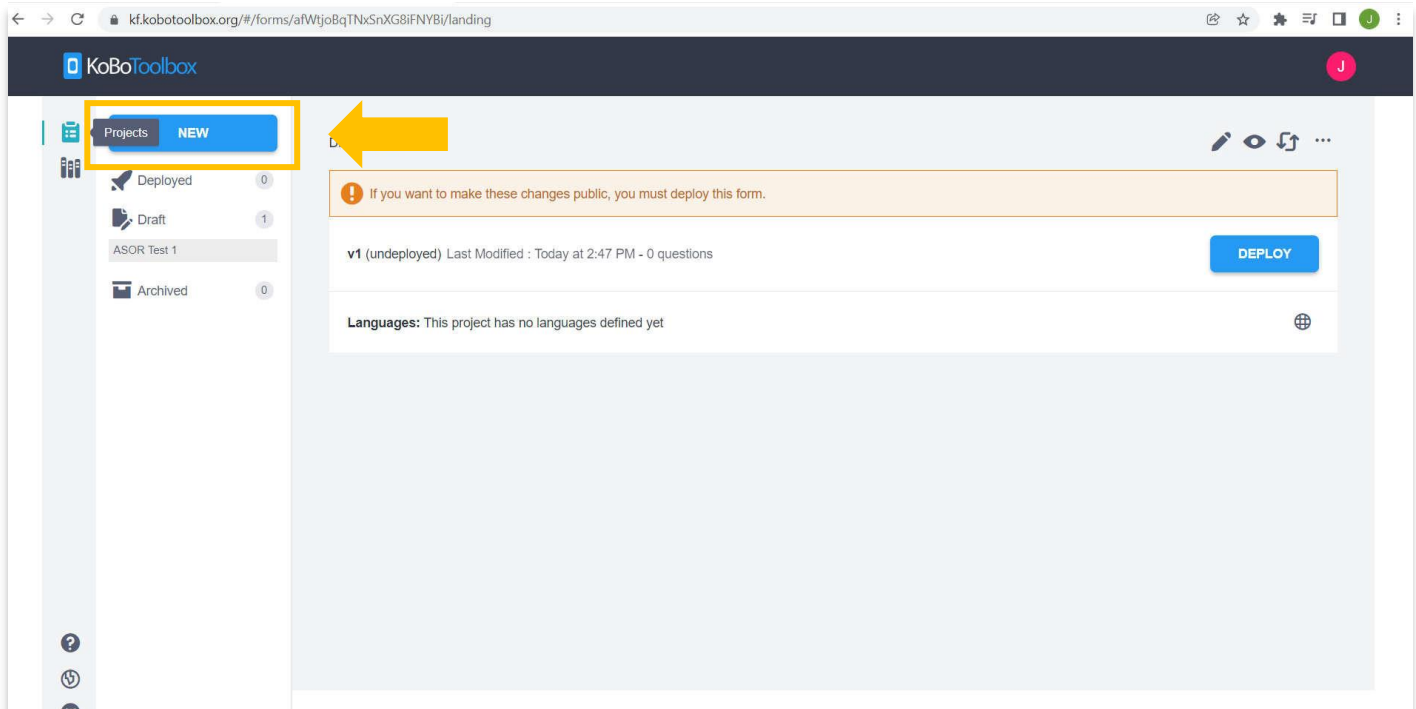 kf.kobotoolbox.org/#/forms/afWtjoBqTNxSnXG8iFNYBi/landing
J
KoBoToolbox
J
Projects
NEW
Deployed 0
Draft 1
ASOR Test 1
Archived 0
If you want to make these changes public, you must deploy this form.
v1 (undeployed) Last Modified : Today at 2:47 PM - 0 questions
DEPLOY
Languages: This project has no languages defined yet